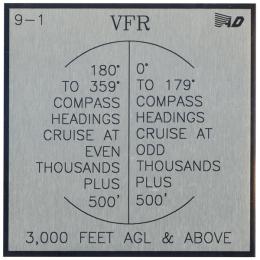 9-1
VFR
AD
180°
TO 359°
COMPASS
HEADINGS
CRUISE AT
EVEN
THOUSANDS
PLUS
500'
0°
TO 179°
COMPASS
HEADINGS
CRUISE AT
ODD
THOUSANDS
PLUS
500'
3,000 FEET AGL & ABOVE